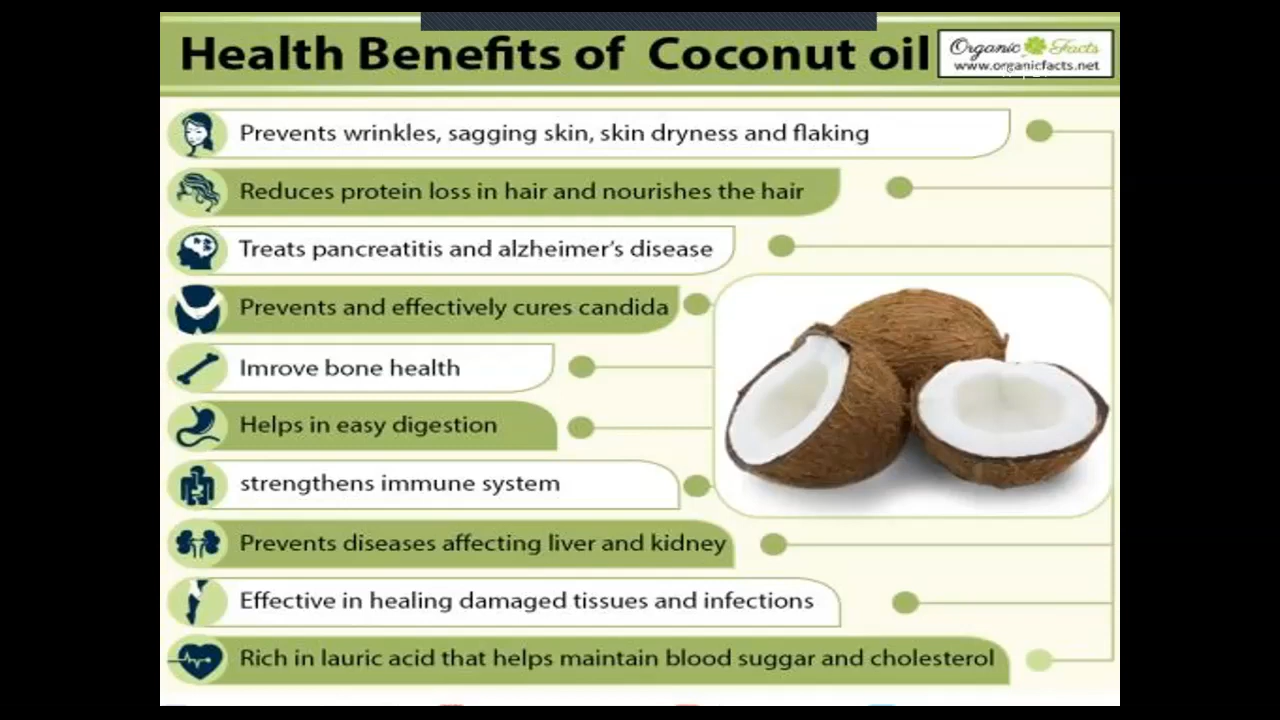 Health Benefits of Coconut oil
Organic Facts
www.organicfacts.net
Prevents wrinkles, sagging skin, skin dryness and flaking
Reduces protein loss in hair and nourishes the hair
Treats pancreatitis and alzheimer's disease
Prevents and effectively cures candida
Imrove bone health
Helps in easy digestion
strengthens immune system
Prevents diseases affecting liver and kidney
Effective in healing damaged tissues and infections
Rich in lauric acid that helps maintain blood suggar and cholesterol